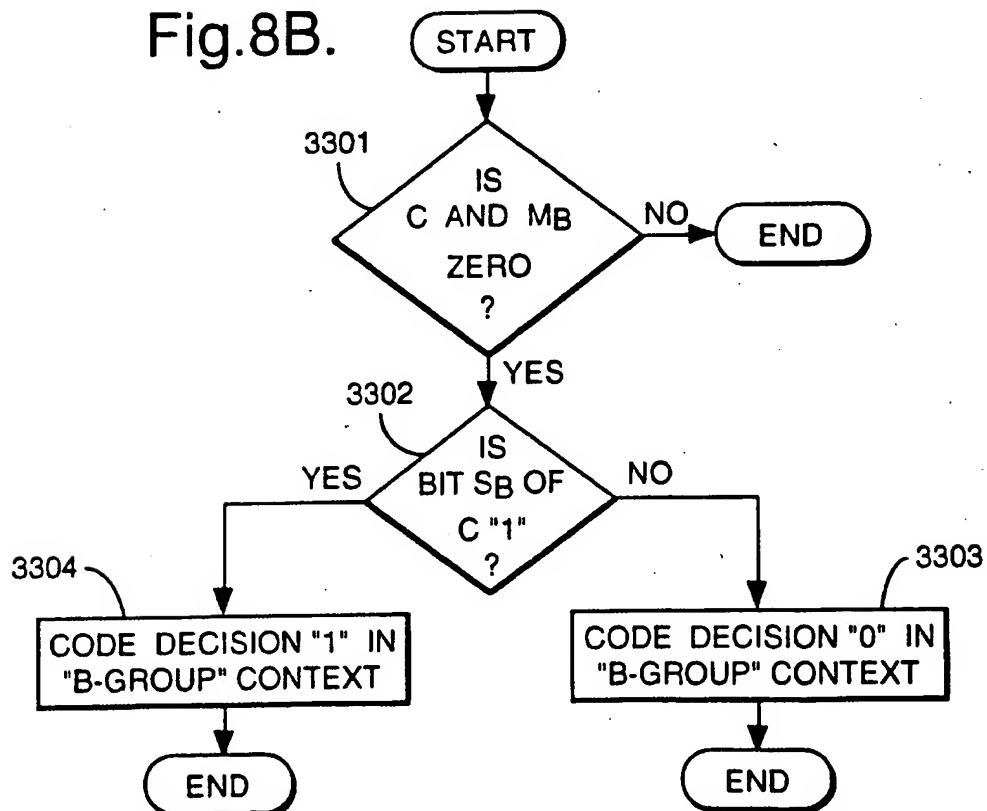 Fig.8B.
START
3301
IS
C AND MB
ZERO
?
NO
END
YES
3302
IS
BIT SB OF
C "1"
?
YES
NO
3304
CODE DECISION "1" IN
"B-GROUP" CONTEXT
END
3303
CODE DECISION "0" IN
"B-GROUP" CONTEXT
END